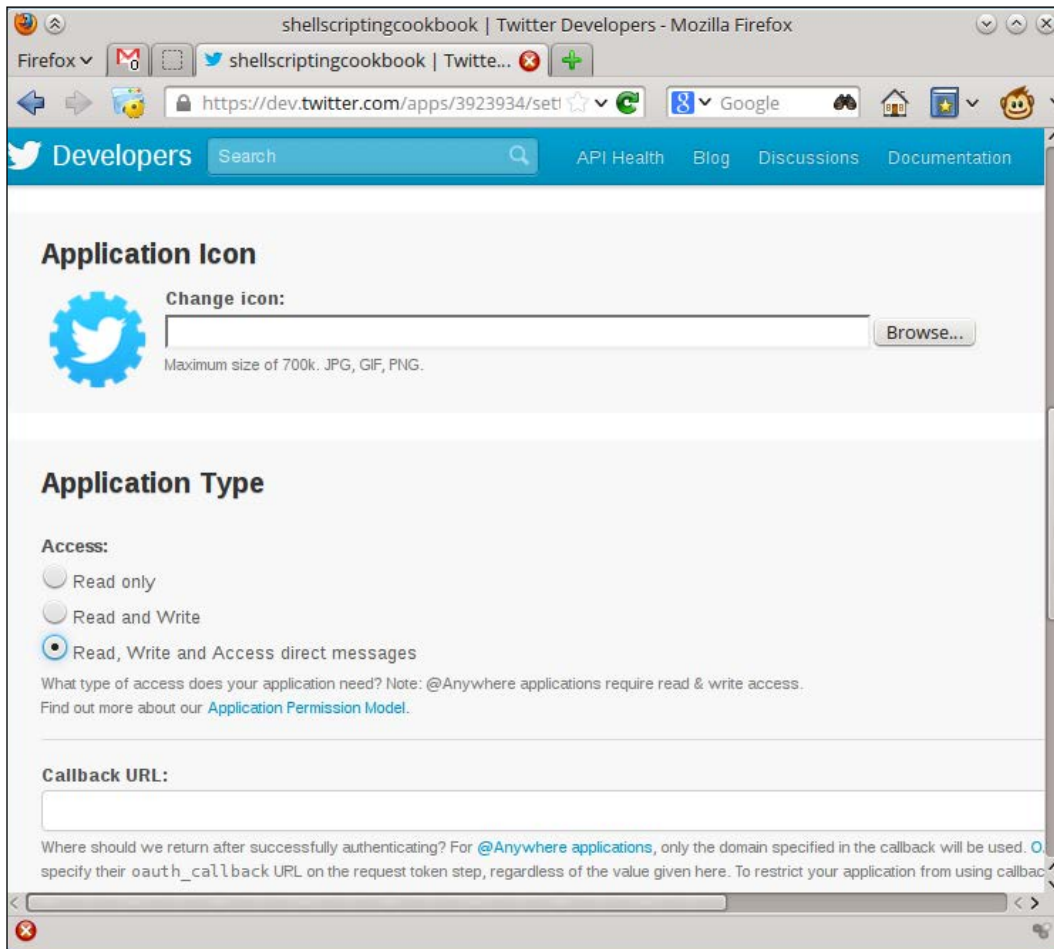 shellscriptingcookbook | Twitter Developers - Mozilla Firefox
Firefox
0
shellscriptingcookbook | Twitte...
https://dev.twitter.com/apps/3923934/set
8 Google
Developers Search API Health Blog Discussions Documentation
Application Icon
Change icon:
Browse...
Maximum size of 700k. JPG, GIF, PNG.
Application Type
Access:
Read only
Read and Write
Read, Write and Access direct messages
What type of access does your application need? Note: @Anywhere applications require read & write access.
Find out more about our Application Permission Model.
Callback URL:
Where should we return after successfully authenticating? For @Anywhere applications, only the domain specified in the callback will be used. O
specify their oauth_callback URL on the request token step, regardless of the value given here. To restrict your application from using callbac